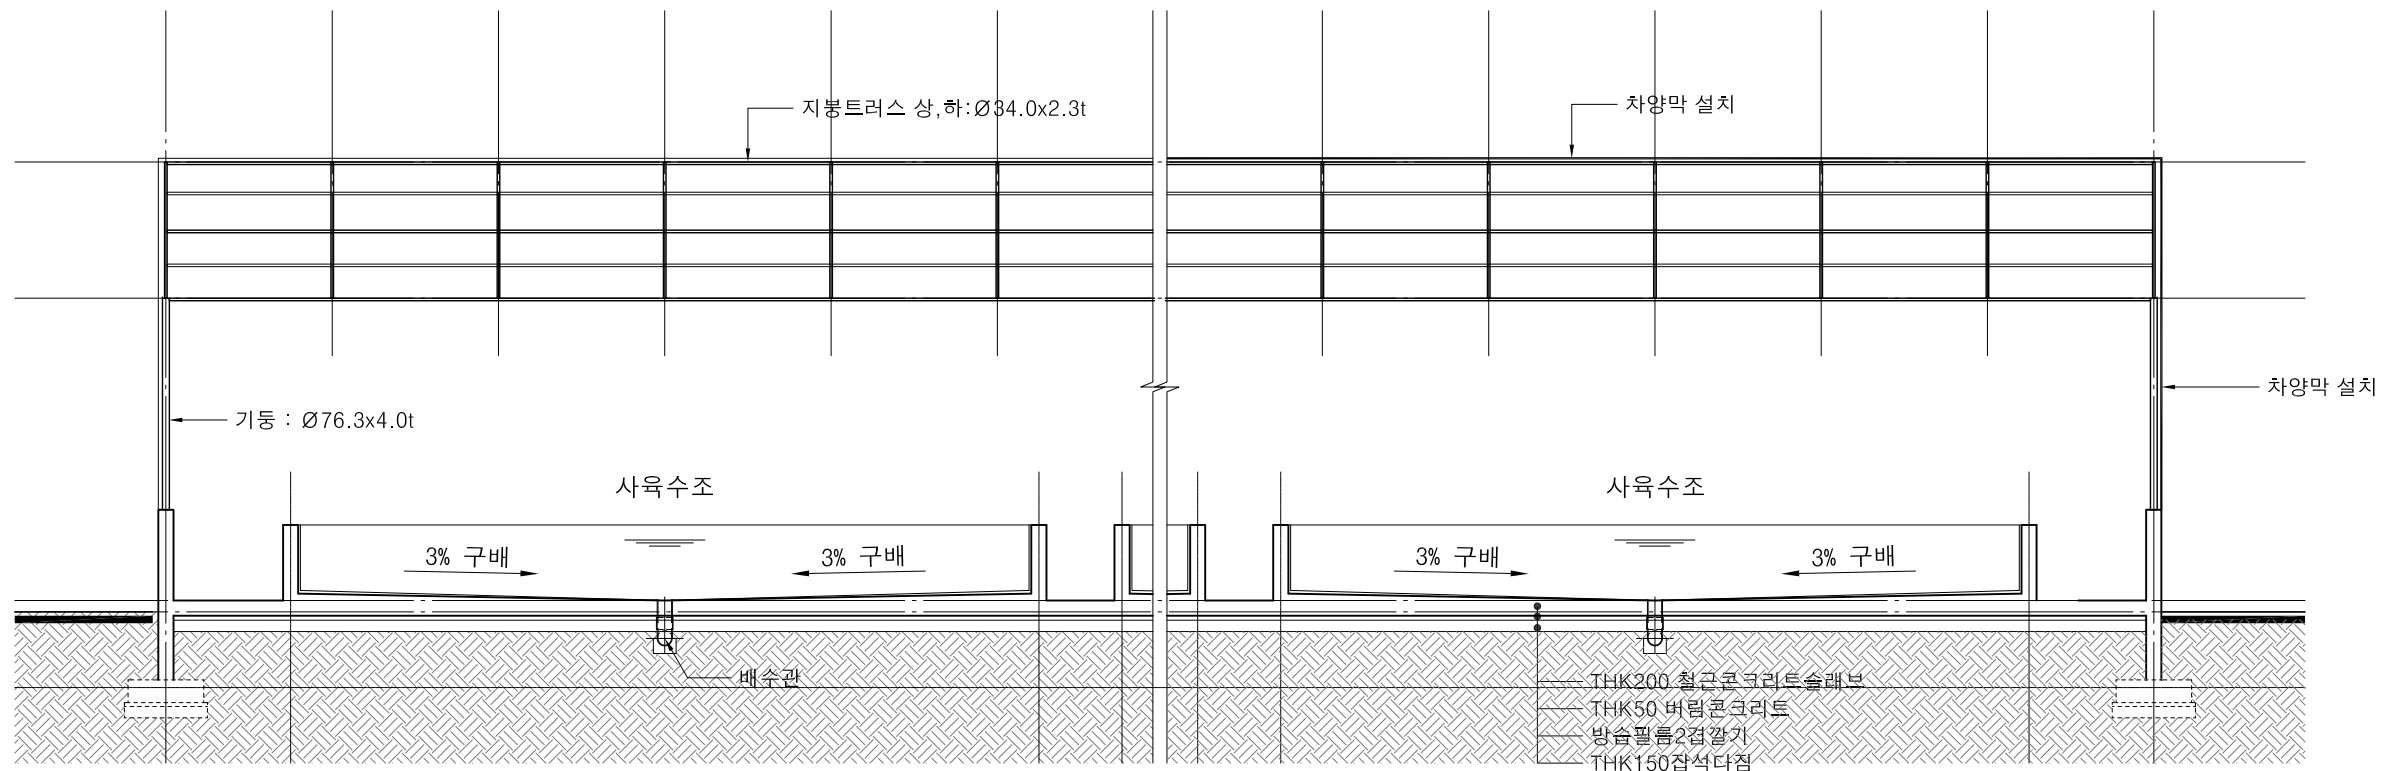 지붕트러스 상,하:Ø34.0x2.3t
차양막 설치
차양막 설치
기둥 : Ø76.3x4.0t
사육수조
사육수조
3% 구배
3% 구배
3% 구배
3% 구배
배수관
THK200 철근콘크리트슬래브
THK50 버림콘크리트
방습필름2겹깔기
THK150잡석다짐